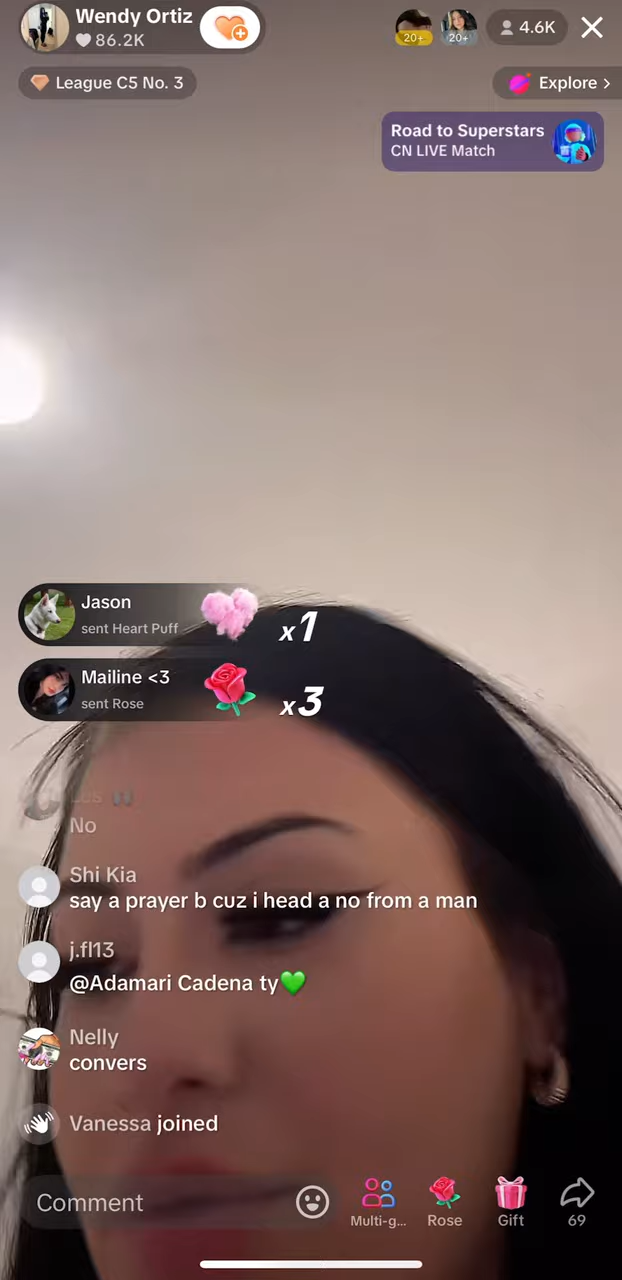 Wendy Ortiz
86.2K
20+
20+
4.6K
League C5 No. 3
Explore >
Road to Superstars
CN LIVE Match
Jason
sent Heart Puff
x1
Mailine <3
sent Rose
x3
No
Shi Kia
say a prayer b cuz i head a no from a man
j.fl13
@Adamari Cadena ty💚
Nelly
convers
Vanessa joined
Comment
Multi-g...
Rose
Gift
69